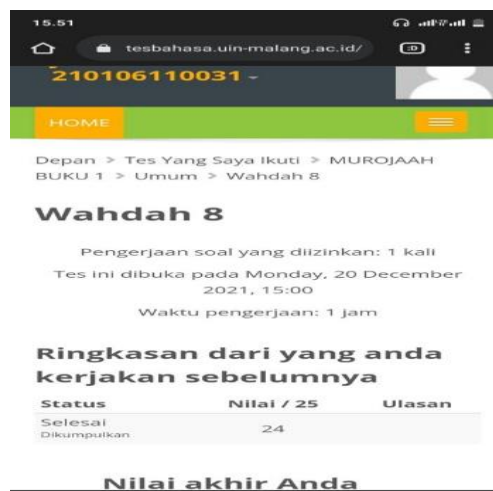 15.51
tesbahasa.uin-malang.ac.id/
:D
210106110031
HOME
Depan > Tes Yang Saya Ikuti > MUROJAAH
BUKU 1 > Umum > Wahdah 8
Wahdah 8
Pengerjaan soal yang diizinkan: 1 kali
Tes ini dibuka pada Monday, 20 December
2021, 15:00
Waktu pengerjaan: 1 jam
Ringkasan dari yang anda
kerjakan sebelumnya
Status Nilai / 25 Ulasan
Selesai
Dikumpulkan
24
Nilai akhir Anda